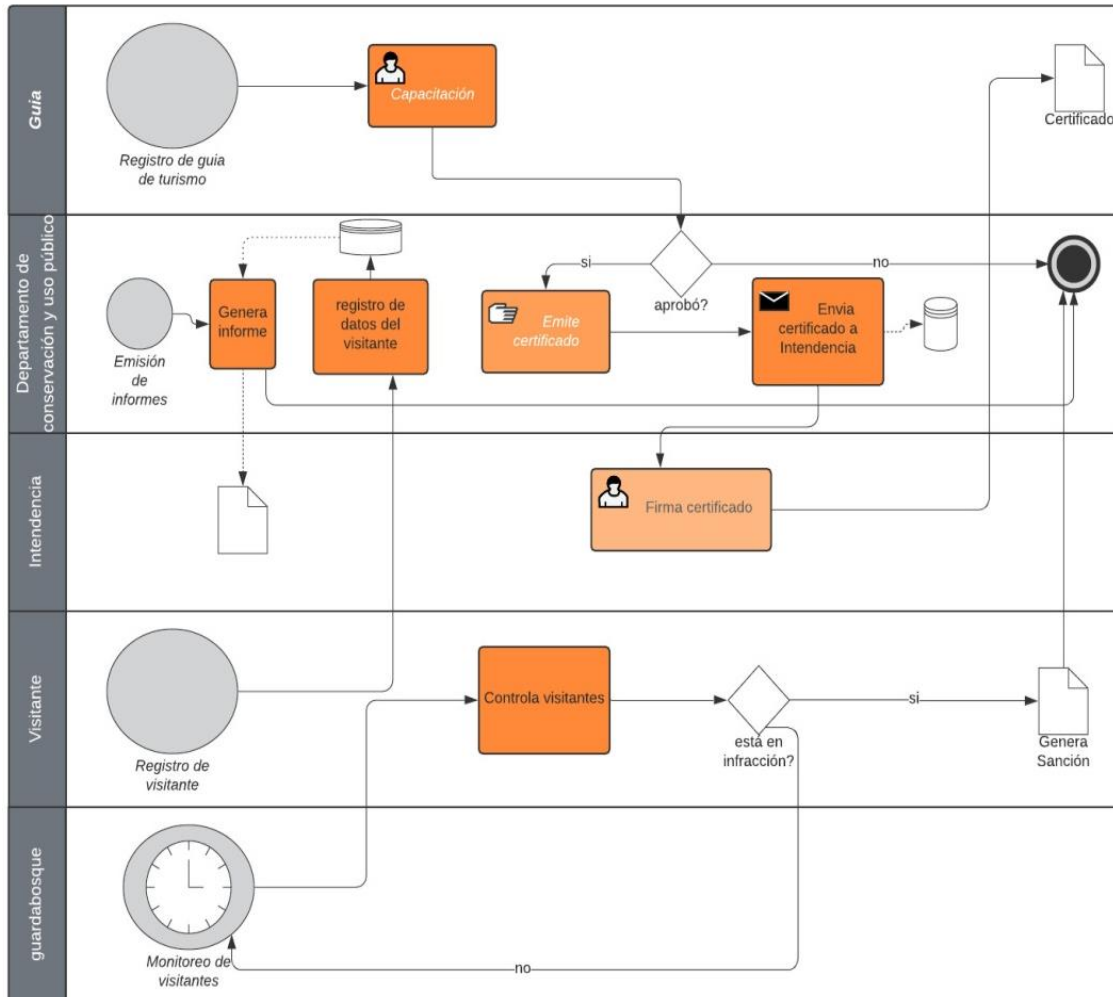 Guia
Registro de guia
de turismo
Capacitación
Certificado
Departamento de
conservación y uso público
Emisión
de
informes
Genera
informe
registro de
datos del
visitante
si
aprobó?
no
Emite
certificado
Envia
certificado a
Intendencia
Intendencia
Firma certificado
Visitante
Registro de
visitante
Controla visitantes
está en
infracción?
si
Genera
Sanción
guardabosque
Monitoreo de
visitantes
no